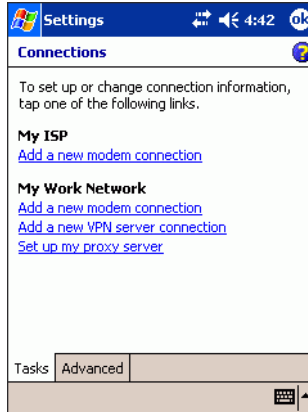 Settings 4:42 ok
Connections ?
To set up or change connection information,
tap one of the following links.
My ISP
Add a new modem connection
My Work Network
Add a new modem connection
Add a new VPN server connection
Set up my proxy server
Tasks Advanced